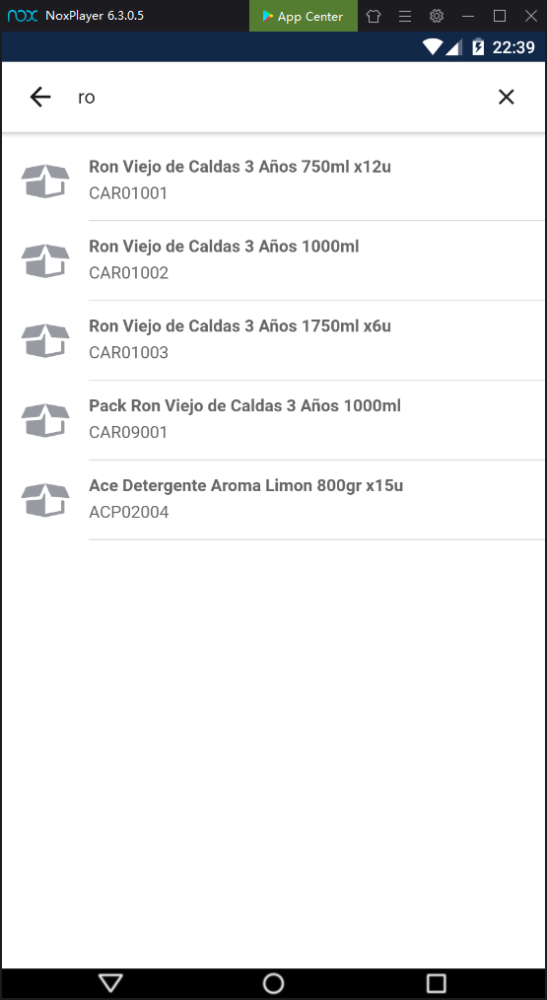 nox NoxPlayer 6.3.0.5 App Center
22:39
ro
Ron Viejo de Caldas 3 Años 750ml x12u
CAR01001
Ron Viejo de Caldas 3 Años 1000ml
CAR01002
Ron Viejo de Caldas 3 Años 1750ml x6u
CAR01003
Pack Ron Viejo de Caldas 3 Años 1000ml
CAR09001
Ace Detergente Aroma Limon 800gr x15u
ACP02004